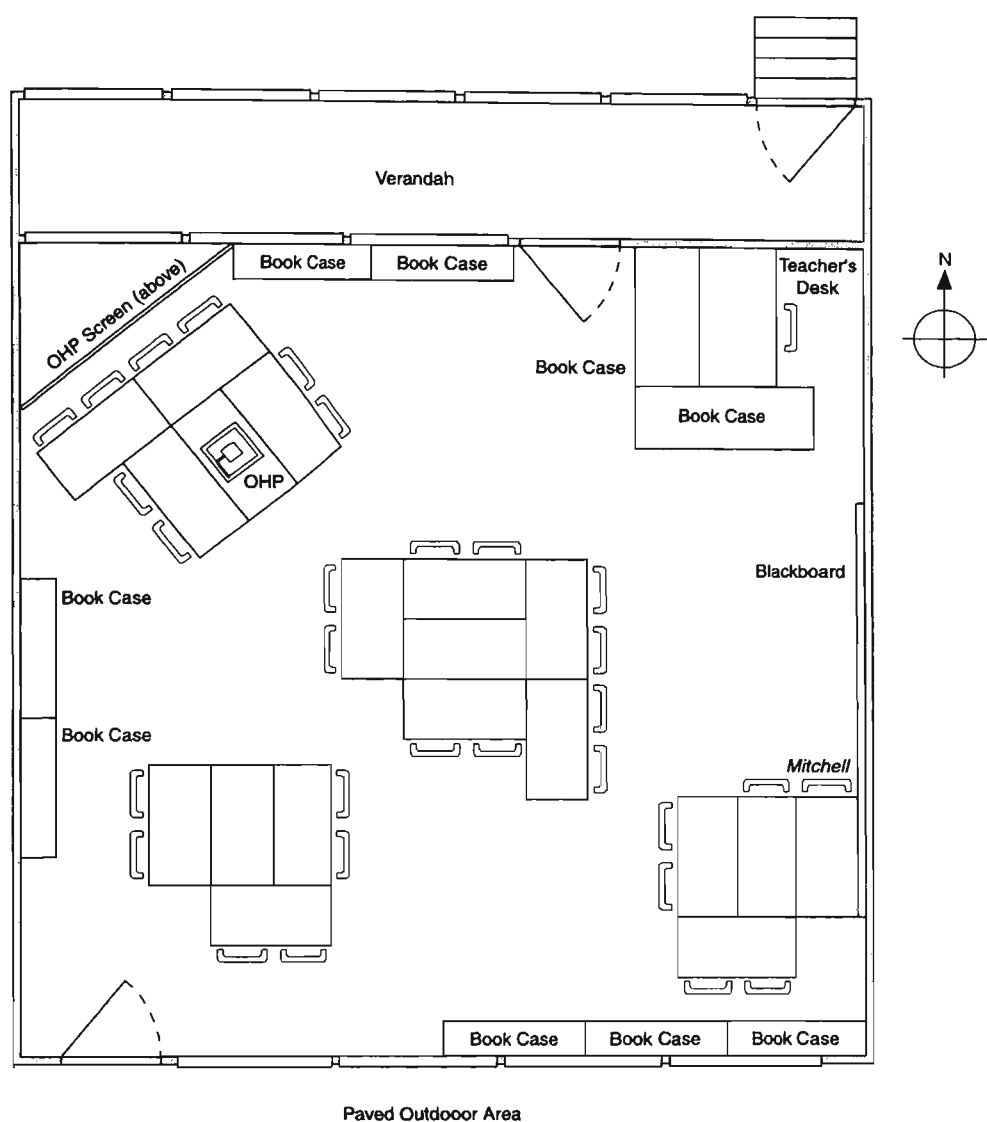 Verandah
N
OHP Screen (above)
Book Case
Book Case
Teacher's
Desk
Book Case
Book Case
OHP
Blackboard
Book Case
Book Case
Mitchell
Book Case
Book Case
Book Case
Paved Outdooor Area